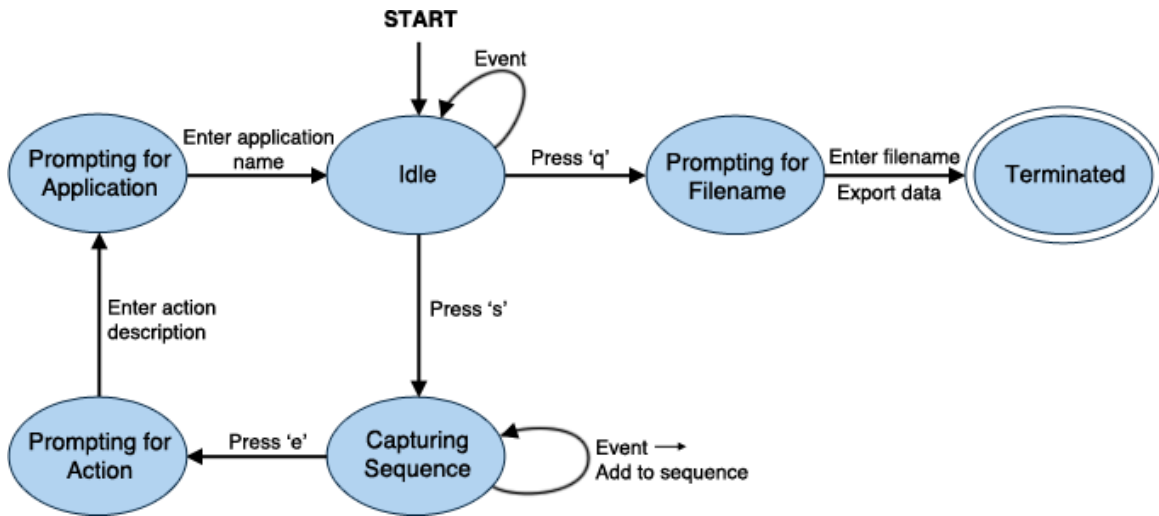 START
Event
Prompting for
Application
Enter application
name
Idle
Press ‘q’
Prompting for
Filename
Enter filename
Export data
Terminated
Enter action
description
Press ‘s’
Prompting for
Action
Press ‘e’
Capturing
Sequence
Event →
Add to sequence